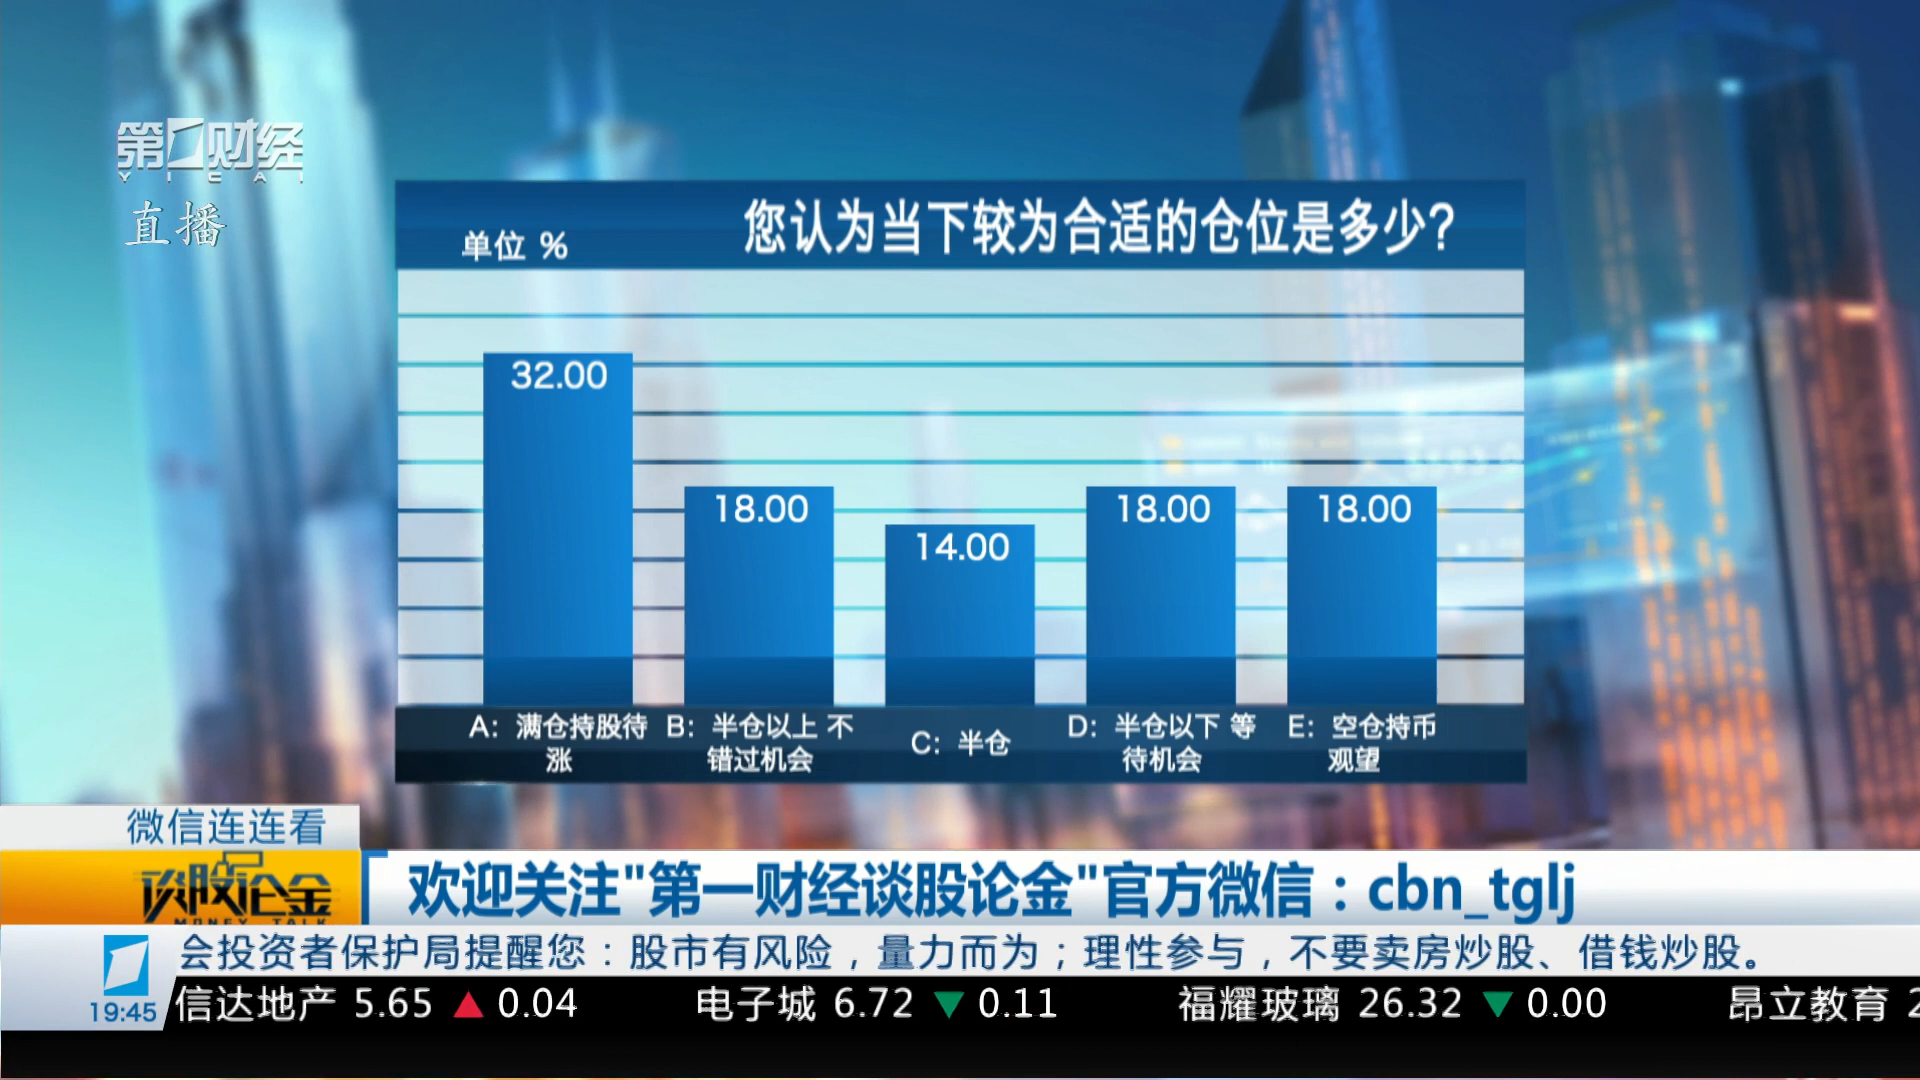 第一财经
YICAI
直播
单位 %
您认为当下较为合适的仓位是多少?
32.00
18.00
14.00
18.00
18.00
A: 满仓持股待
涨
B: 半仓以上 不
错过机会
C: 半仓
D: 半仓以下 等
待机会
E: 空仓持币
观望
微信连连看
谈股论金
MONEY TALK
欢迎关注"第一财经谈股论金"官方微信：cbn_tglj
会投资者保护局提醒您：股市有风险，量力而为；理性参与，不要卖房炒股、借钱炒股。
19:45
信达地产 5.65 ▲ 0.04 电子城 6.72 ▼ 0.11 福耀玻璃 26.32 ▼ 0.00 昂立教育